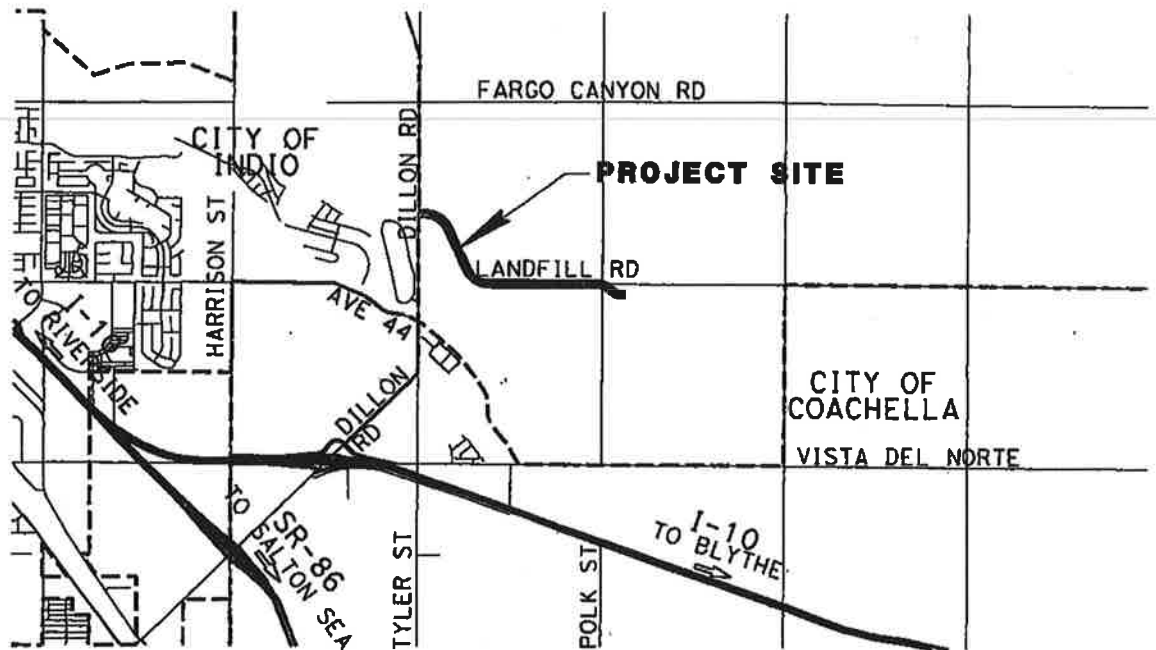 FARGO CANYON RD
CITY OF
INDIO
DILLON RD
PROJECT SITE
HARRISON ST
LANDFILL RD
AVE 44
I-1
TO RIVERSIDE
CITY OF
COACHELLA
DILLON
RD
VISTA DEL NORTE
SR-86
TO SALTON SEA
I-10
TO BLYTHE
TYLER ST
POLK ST